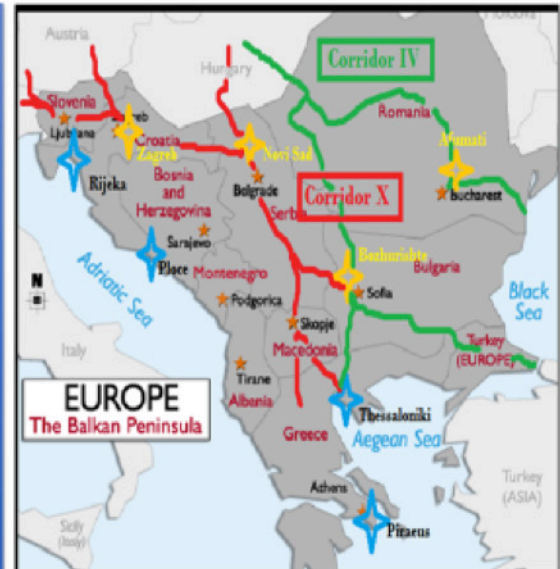 Austria
Moldova
Hungary
Corridor IV
Slovenia
Romania
Ljubljana
Croatia
Zagreb
Novi Sad
Afumati
Rijeka
Bosnia
and
Herzegovina
Belgrade
Corridor X
Bucharest
Serbia
Sarajevo
Bozhurishte
Adriatic Sea
Ploce
Montenegro
Bulgaria
N
Sofia
Black
Sea
Podgorica
Skopje
Italy
Macedonia
Turkey
(EUROPE)
Tirane
EUROPE
The Balkan Peninsula
Albania
Thessaloniki
Greece
Aegean Sea
Turkey
(ASIA)
Athens
Sicily
(Italy)
Piraeus